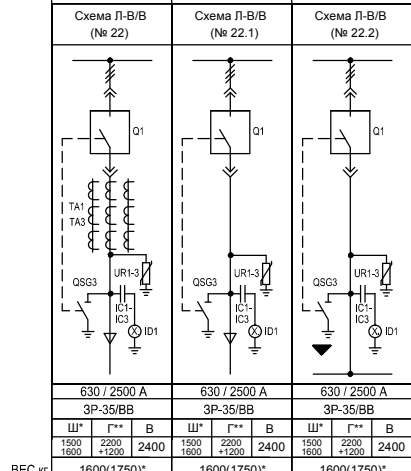 Схема Л-В/В
(№ 22)
Схема Л-В/В
(№ 22.1)
Схема Л-В/В
(№ 22.2)
Q1
Q1
Q1
TA1
TA3
UR1-3
UR1-3
UR1-3
QSG3
QSG3
QSG3
IC1-
IC3
ID1
IC1-
IC3
ID1
IC1-
IC3
ID1
630 / 2500 А
630 / 2500 А
630 / 2500 А
ЗР-35/ВВ
ЗР-35/ВВ
ЗР-35/ВВ
Ш* Г** В
Ш* Г** В
Ш* Г** В
1500 2200 2400
1600 +1200
1500 2200 2400
1600 +1200
1500 2200 2400
1600 +1200
ВЕС кг
1600(1750)*
1600(1750)*
1600(1750)*